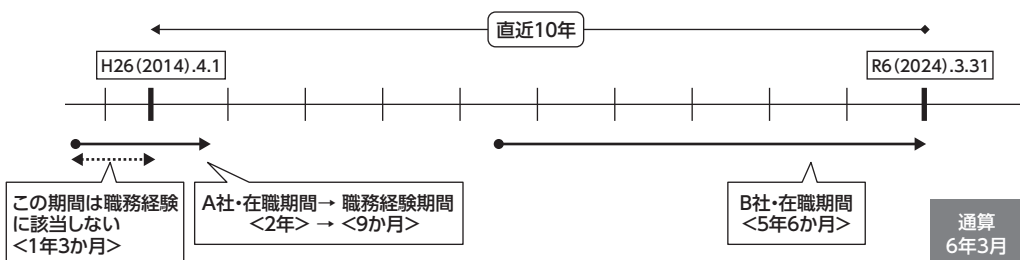 直近10年
H26(2014).4.1
R6(2024).3.31
この期間は職務経験
に該当しない
<1年3か月>
A社・在職期間→ 職務経験期間
<2年> → <9か月>
B社・在職期間
<5年6か月>
通算
6年3月